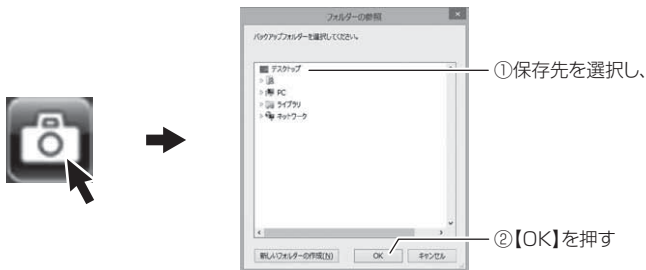 フォルダーの参照
バックアップフォルダーを選択してください。
デスクトップ
①保存先を選択し、
PC
ライブラリ
ネットワーク
②【OK】を押す
新しいフォルダーの作成(N)
OK
キャンセル